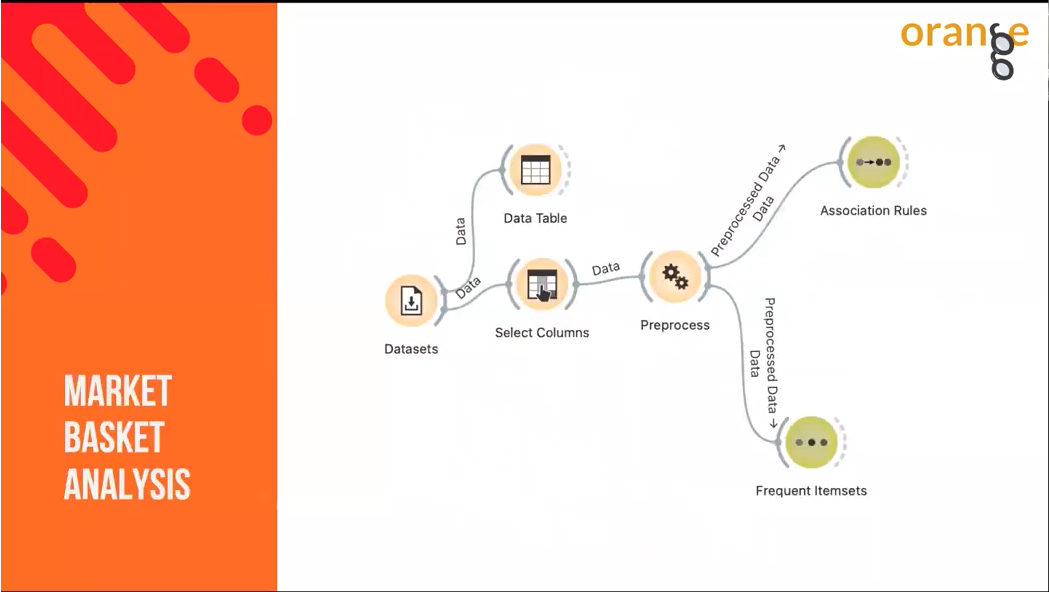 orange
MARKET
BASKET
ANALYSIS
Data
Data Table
Data
Datasets
Select Columns
Data
Preprocess
Preprocessed Data →
Data
Association Rules
Preprocessed Data →
Data
Frequent Itemsets